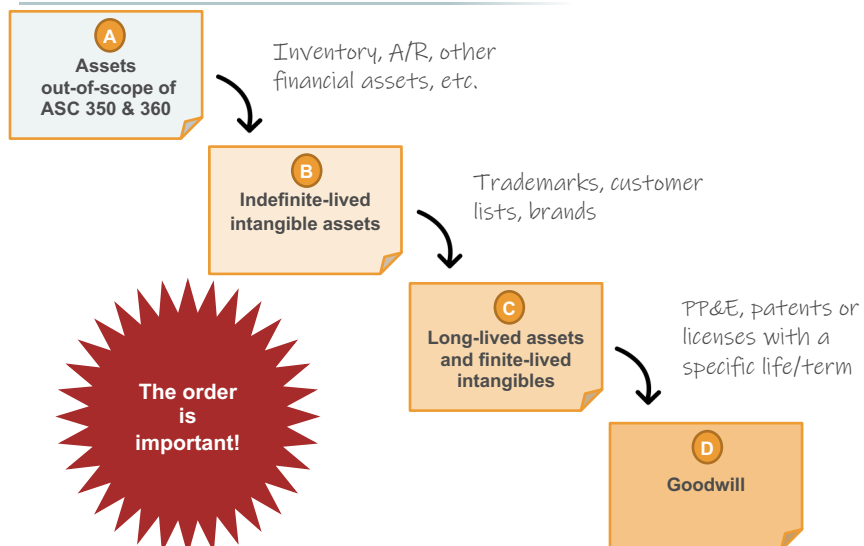 A
Assets
out-of-scope of
ASC 350 & 360
Inventory, A/R, other
financial assets, etc.
B
Indefinite-lived
intangible assets
Trademarks, customer
lists, brands
C
Long-lived assets
and finite-lived
intangibles
PP&E, patents or
licenses with a
specific life/term
The order
is
important!
D
Goodwill